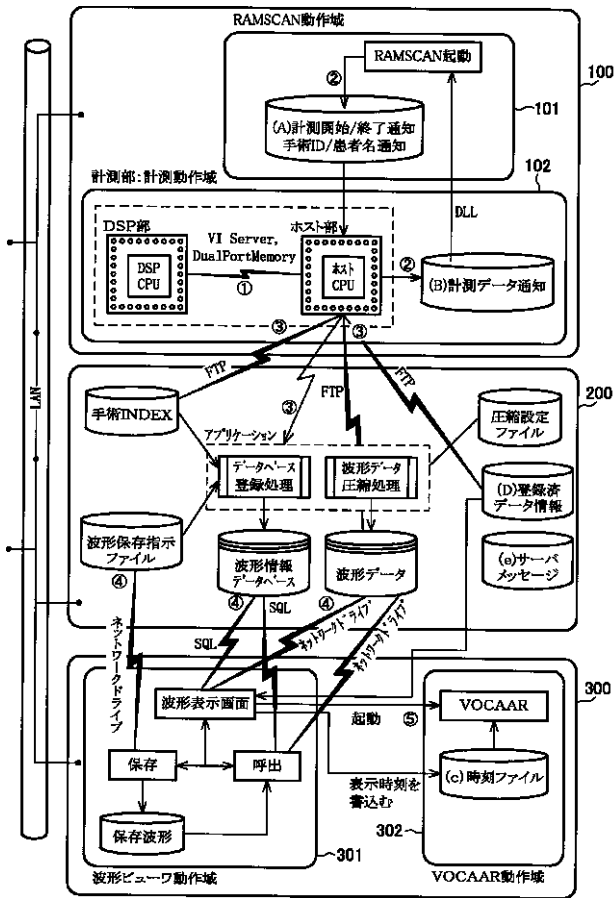 RAMSCAN動作域
RAMSCAN起動
②
(A)計測開始/終了通知
手術ID/患者名通知
100
101
計測部:計測動作域
102
DSP部
VI Server,
DualPortMemory
ホスト部
DLL
DSP
CPU
①
ホスト
CPU
②
(B)計測データ通知
③
③
FTP
③
FTP
FTP
LAN
200
手術INDEX
圧縮設定
ファイル
アプリケーション
データベース
登録処理
波形データ
圧縮処理
(D)登録済
データ情報
波形保存指示
ファイル
波形情報
データベース
波形データ
(e)サーバ
メッセージ
④
④
SQL
④
SQL
ネットワークドライブ
ネットワークドライブ
ネットワークドライブ
300
波形表示画面
起動
⑤
VOCAAR
保存
呼出
(c)時刻ファイル
表示時刻を
書込む
302
保存波形
301
波形ビューワ動作域
VOCAAR動作域